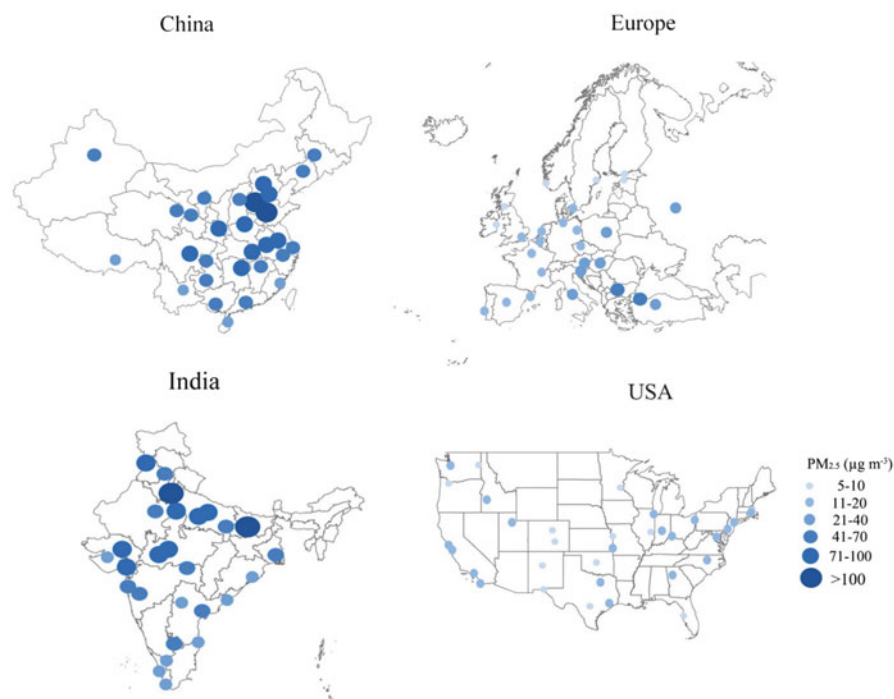 China
Europe
India
USA
PM₂.₅ (µg m⁻³)
5-10
11-20
21-40
41-70
71-100
>100